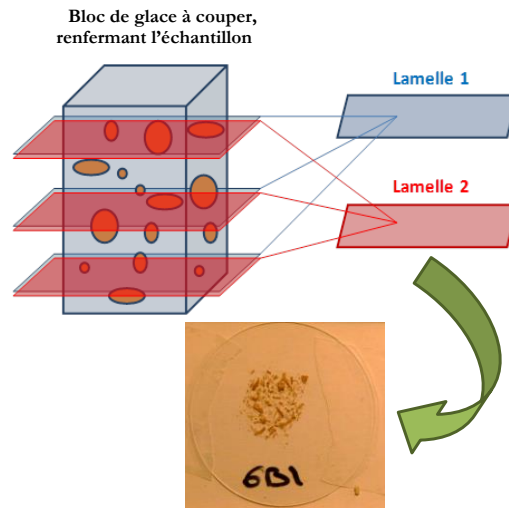 Bloc de glace à couper,
renfermant l'échantillon
Lamelle 1
Lamelle 2
6B1